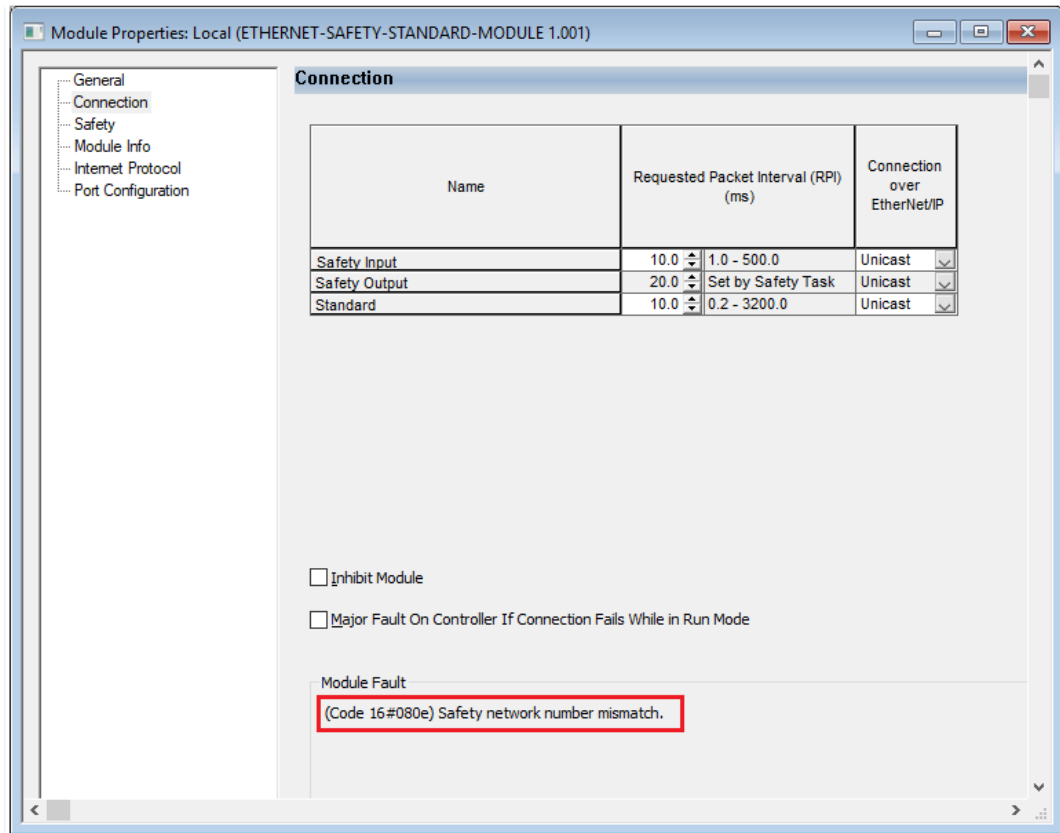 Module Properties: Local (ETHERNET-SAFETY-STANDARD-MODULE 1.001)
General
Connection
Safety
Module Info
Internet Protocol
Port Configuration
Connection
Name
Requested Packet Interval (RPI)
(ms)
Connection
over
EtherNet/IP
Safety Input 10.0 1.0 - 500.0 Unicast
Safety Output 20.0 Set by Safety Task Unicast
Standard 10.0 0.2 - 3200.0 Unicast
Inhibit Module
Major Fault On Controller If Connection Fails While in Run Mode
Module Fault
(Code 16#080e) Safety network number mismatch.